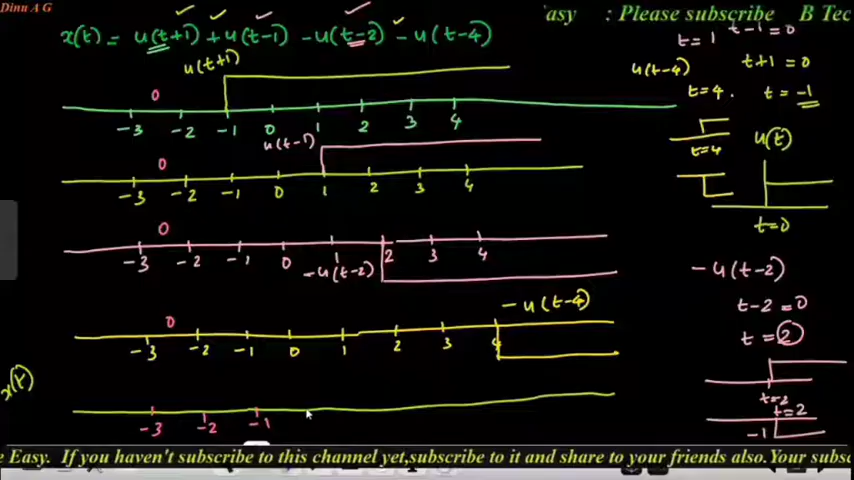 Dinu A G
asy : Please subscribe B Tec
x(t) = u(t+1) + u(t-1) - u(t-2) - u(t-4)
t=1 t-1=0
u(t+1)
u(t-4) t+1=0
t=4. t=-1
0
-3 -2 -1 0 1 2 3 4
t=4 u(t)
u(t-1)
0
-3 -2 -1 0 1 2 3 4
t=0
0
-3 -2 -1 0 1 2 3 4
-u(t-2)
-u(t-2)
t-2=0
t=2
-u(t-4)
0
-3 -2 -1 0 1 2 3 4
t=2
t=2
-1
x(t)
-3 -2 -1
e Easy. If you haven't subscribe to this channel yet,subscribe to it and share to your friends also.Your subs